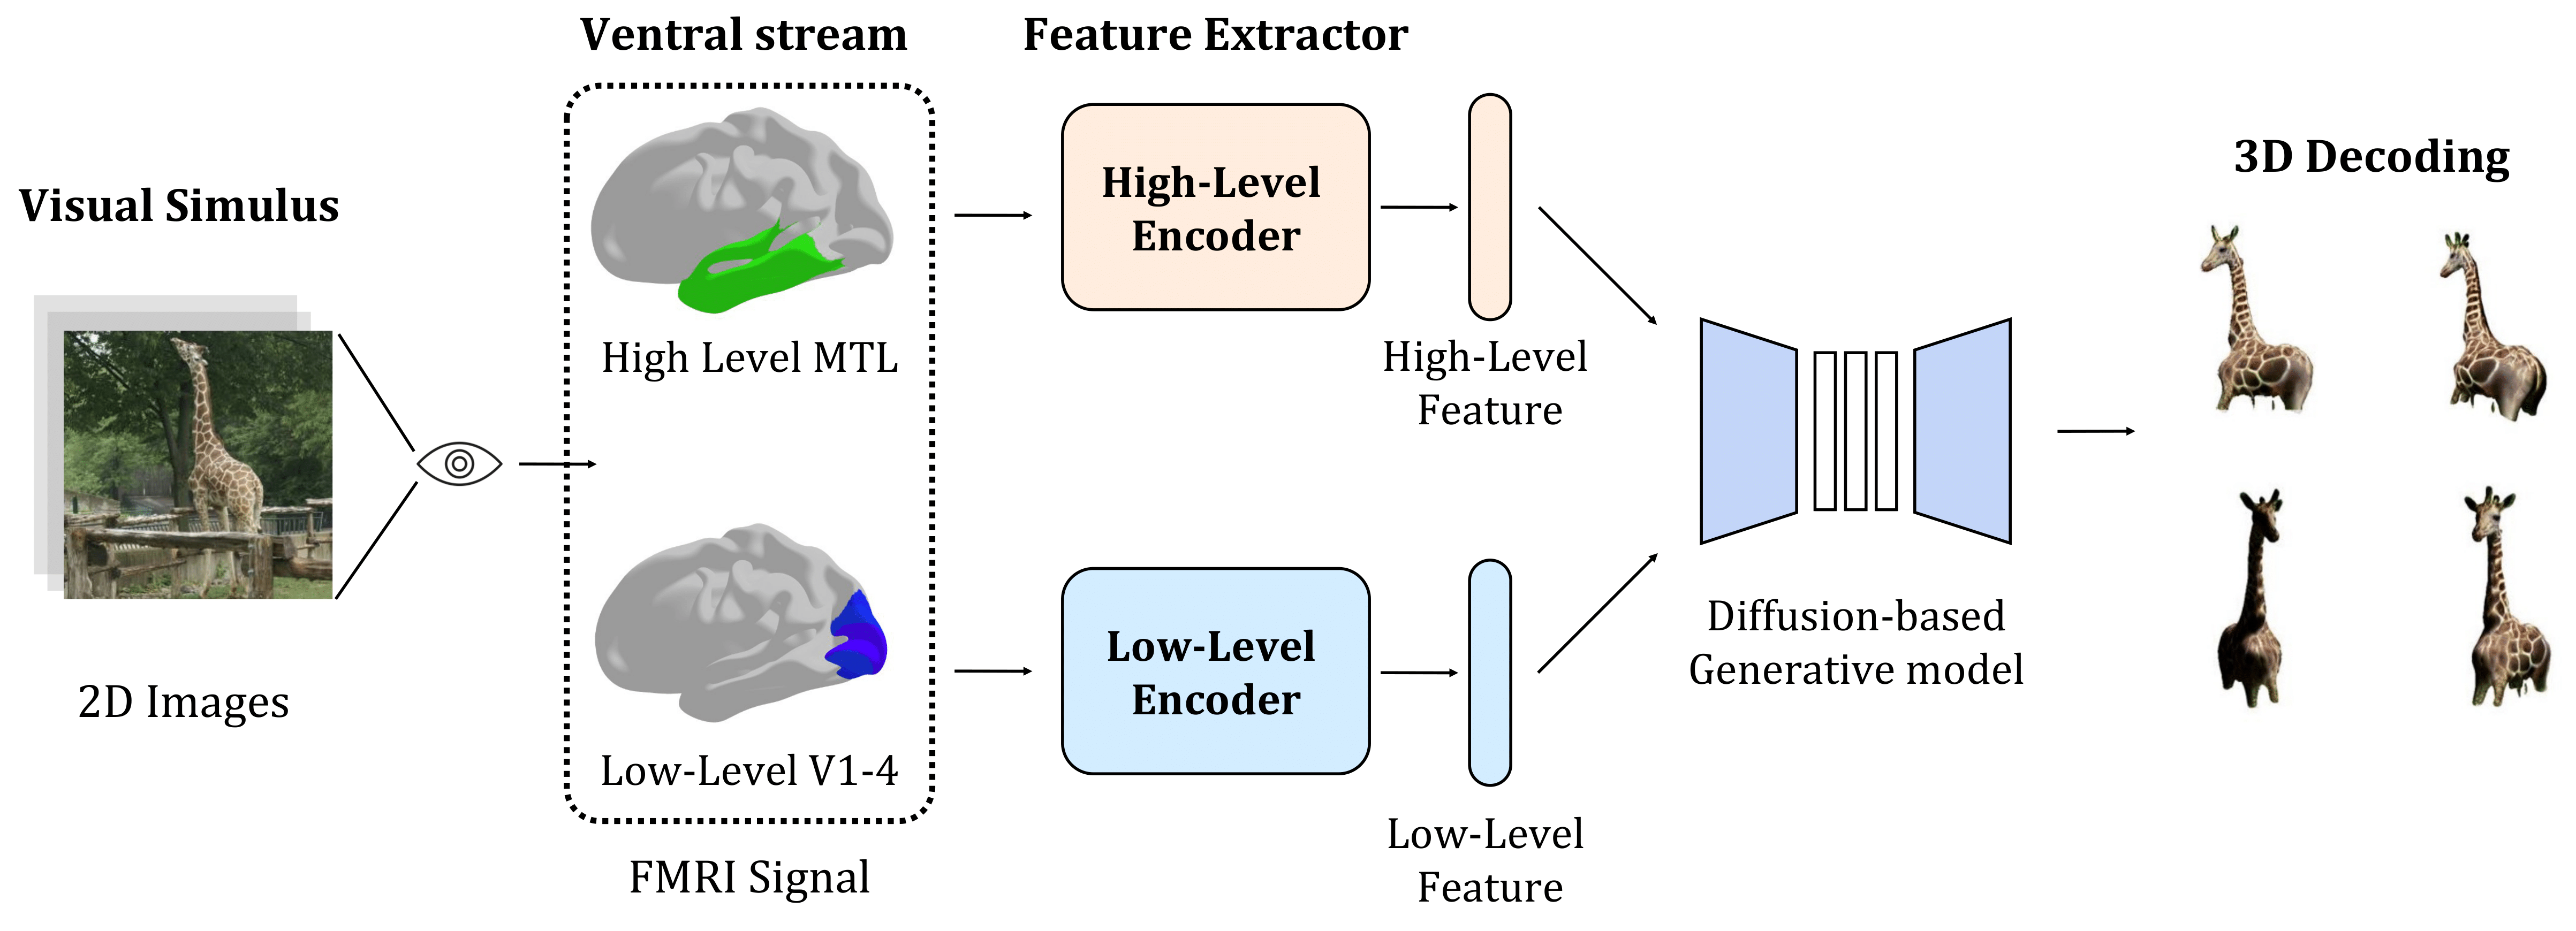 Visual Simulus
2D Images
Ventral stream
High Level MTL
Low-Level V1-4
FMRI Signal
Feature Extractor
High-Level
Encoder
High-Level
Feature
Low-Level
Encoder
Low-Level
Feature
Diffusion-based
Generative model
3D Decoding